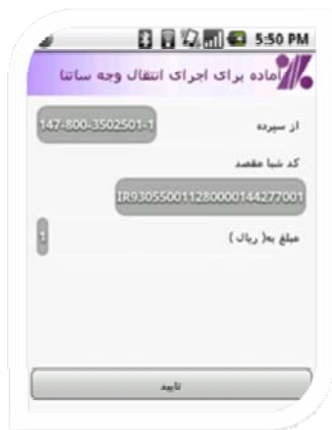 5:50 PM
آماده برای اجرای انتقال وجه ساتنا
از سپرده
147-800-3502501-1
کد شبا مقصد
IR930550011280000144277001
مبلغ به( ریال )
1
تایید